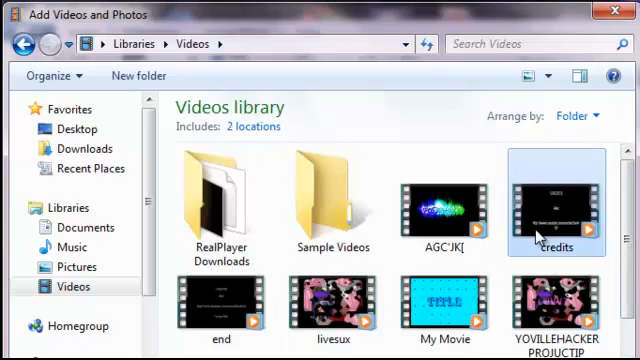 Add Videos and Photos
Libraries Videos
Search Videos
Organize New folder
Favorites
Desktop
Downloads
Recent Places
Libraries
Documents
Music
Pictures
Videos
Homegroup
Videos library
Includes: 2 locations
Arrange by: Folder
RealPlayer
Downloads
Sample Videos
AGC'JK[
credits
end
livesux
My Movie
YOVILLEHACKER
PROJUCTIP
TITLE